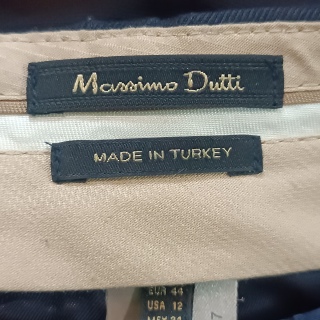 Massimo Dutti
MADE IN TURKEY
EUR 44
USA 12